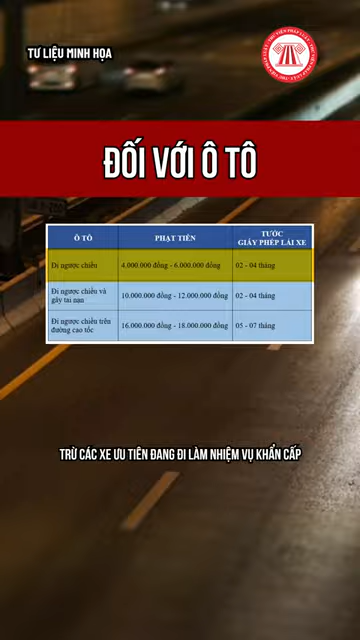 TƯ LIỆU MINH HỌA
THƯ VIỆN PHÁP LUẬT
ĐỐI VỚI Ô TÔ
Ô TÔ PHẠT TIỀN TƯỚC GIẤY PHÉP LÁI XE
Đi ngược chiều 4.000.000 đồng - 6.000.000 đồng 02 - 04 tháng
Đi ngược chiều và gây tai nạn 10.000.000 đồng - 12.000.000 đồng 02 - 04 tháng
Đi ngược chiều trên đường cao tốc 16.000.000 đồng - 18.000.000 đồng 05 - 07 tháng
TRỪ CÁC XE ƯU TIÊN ĐANG ĐI LÀM NHIỆM VỤ KHẨN CẤP